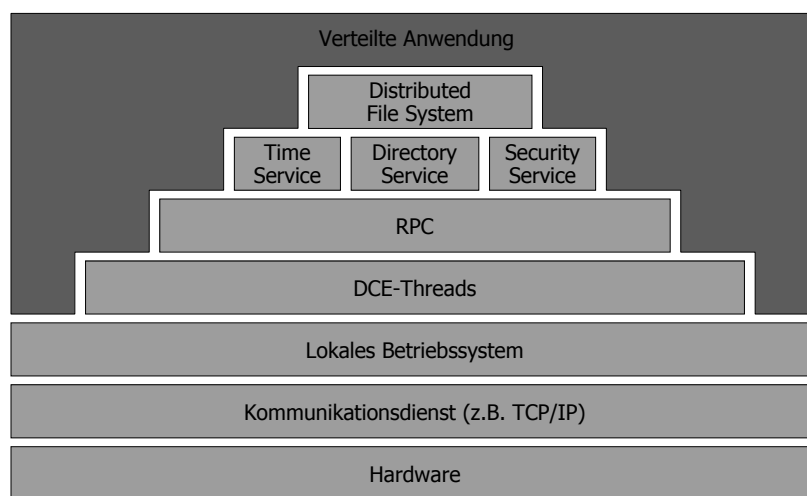 Verteilte Anwendung
Distributed
File System
Time
Service
Directory
Service
Security
Service
RPC
DCE-Threads
Lokales Betriebssystem
Kommunikationsdienst (z.B. TCP/IP)
Hardware